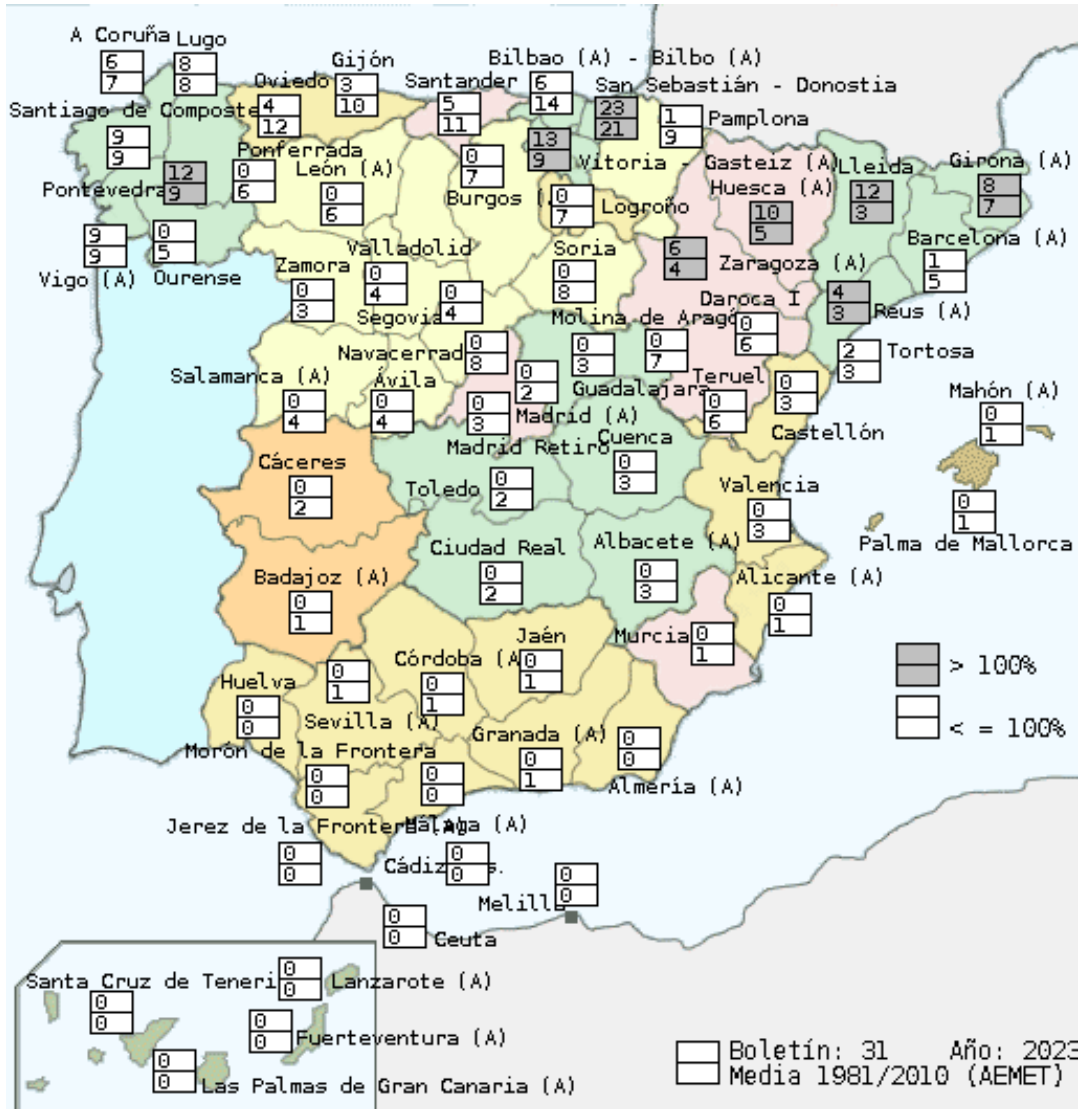 A Coruña
6
7
Lugo
8
8
Gijón
3
10
Oviedo
4
12
Santander
5
11
Bilbao (A) - Bilbo (A)
6
14
San Sebastián - Donostia
23
21
Pamplona
1
9
Santiago de Composte
9
9
Pontevedra
12
9
Ponferrada
0
6
León (A)
0
6
Burgos (
0
7
13
9
Vitoria - Gasteiz (A)
Logroño
0
7
Huesca (A)
10
5
Lleida
12
3
Girona (A)
8
7
Vigo (A)
9
9
Ourense
0
5
Zamora
0
3
Valladolid
0
4
Segovia
0
4
Soria
0
8
6
4
Zaragoza (A)
Barcelona (A)
1
5
Daroca I
0
6
4
3
Reus (A)
2
3
Tortosa
Molina de Aragó
0
7
Navacerrad
0
8
0
3
Guadalajara
Salamanca (A)
0
4
Ávila
0
4
0
2
Madrid (A)
0
3
Madrid Retiro
Teruel
0
6
0
3
Castellón
Mahón (A)
0
1
Cáceres
0
2
Toledo
0
2
Cuenca
0
3
Valencia
0
3
0
1
Palma de Mallorca
Badajoz (A)
0
1
Ciudad Real
0
2
Albacete (A)
0
3
Alicante (A)
0
1
Murcia
0
1
Huelva
0
0
0
1
Sevilla (A)
Córdoba (A
0
1
Jaén
0
1
Granada (A)
0
1
0
0
Almería (A)
> 100%
< = 100%
Morón de la Frontera
0
0
0
0
Málaga (A)
Jerez de la Frontera
0
0
Cádiz
s.
0
0
Melilla
0
0
0
0
Ceuta
Santa Cruz de Teneri
0
0
0
0
Lanzarote (A)
0
0
Fuerteventura (A)
0
0
Las Palmas de Gran Canaria (A)
Boletín: 31 Año: 2023
Media 1981/2010 (AEMET)